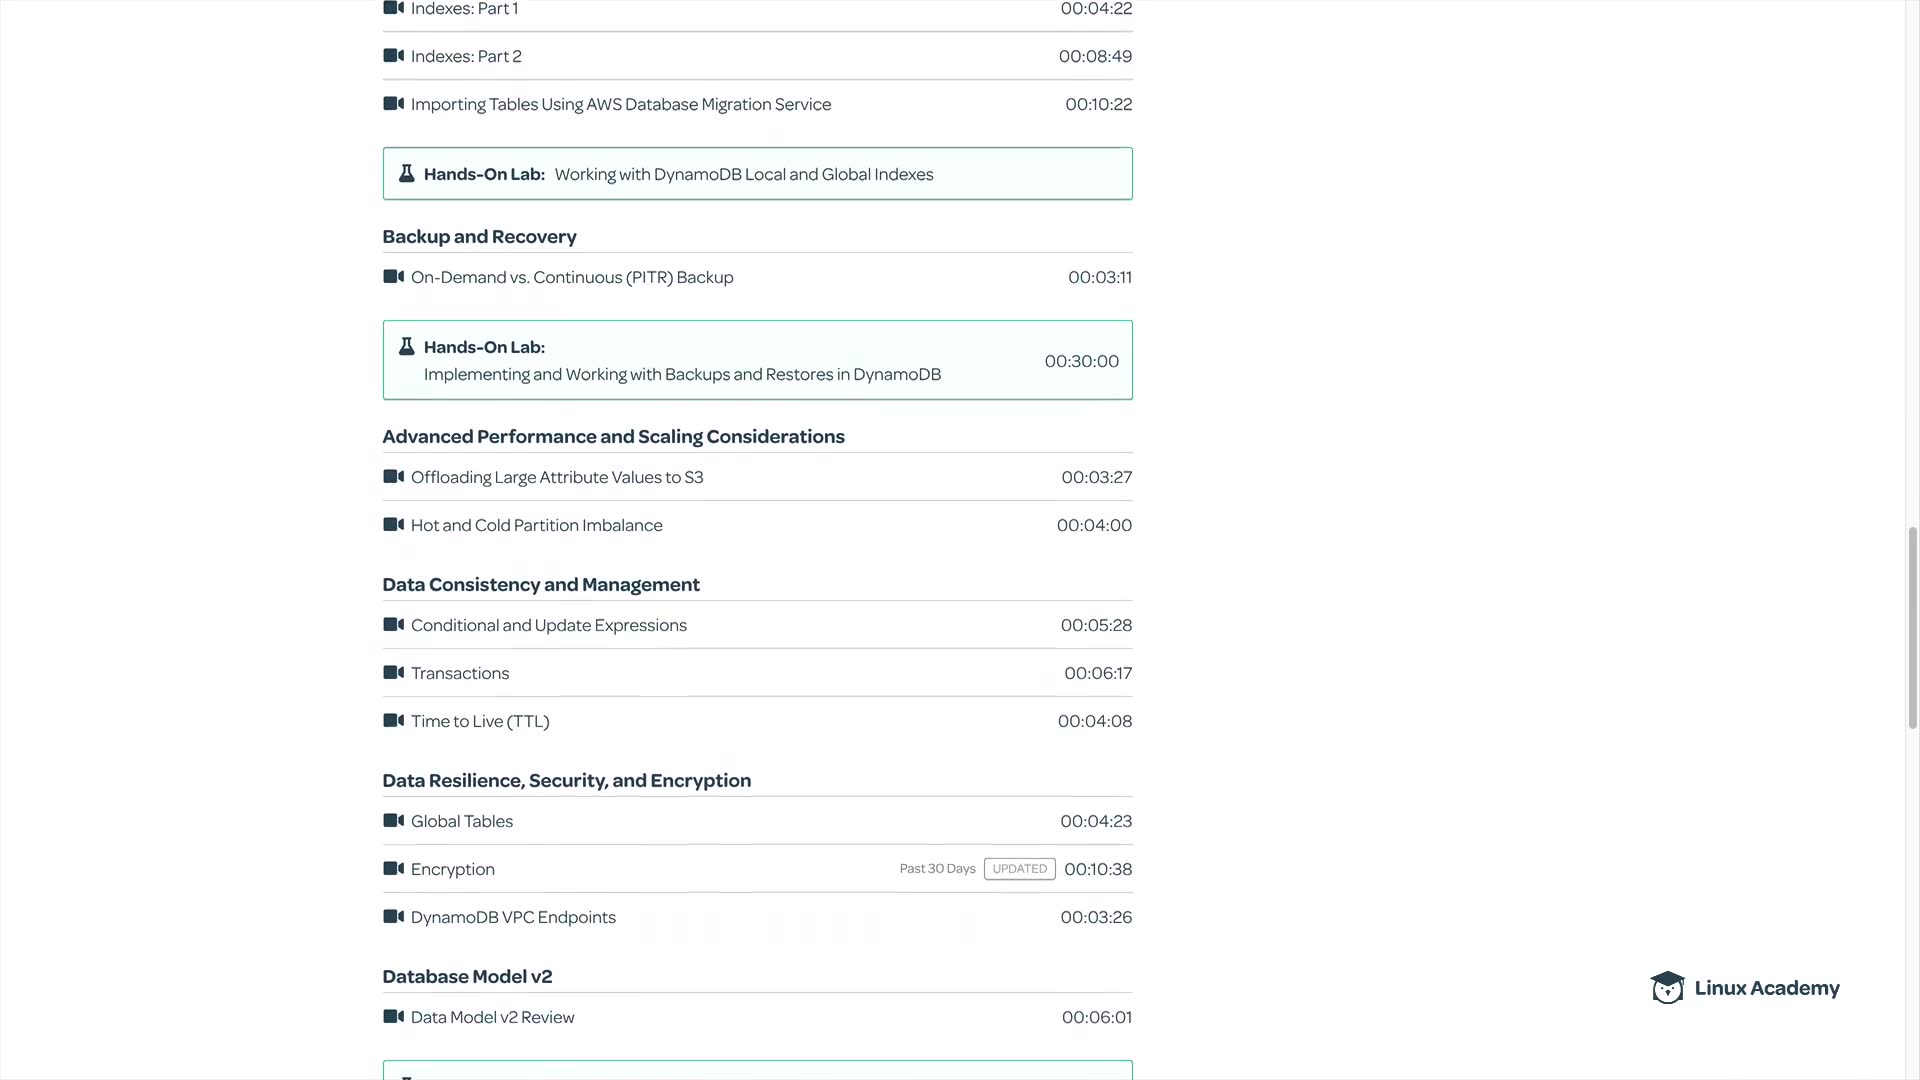 Indexes: Part 1 00:04:22
Indexes: Part 2 00:08:49
Importing Tables Using AWS Database Migration Service 00:10:22
Hands-On Lab: Working with DynamoDB Local and Global Indexes
Backup and Recovery
On-Demand vs. Continuous (PITR) Backup 00:03:11
Hands-On Lab:
Implementing and Working with Backups and Restores in DynamoDB 00:30:00
Advanced Performance and Scaling Considerations
Offloading Large Attribute Values to S3 00:03:27
Hot and Cold Partition Imbalance 00:04:00
Data Consistency and Management
Conditional and Update Expressions 00:05:28
Transactions 00:06:17
Time to Live (TTL) 00:04:08
Data Resilience, Security, and Encryption
Global Tables 00:04:23
Encryption Past 30 Days UPDATED 00:10:38
DynamoDB VPC Endpoints 00:03:26
Database Model v2
Linux Academy
Data Model v2 Review 00:06:01